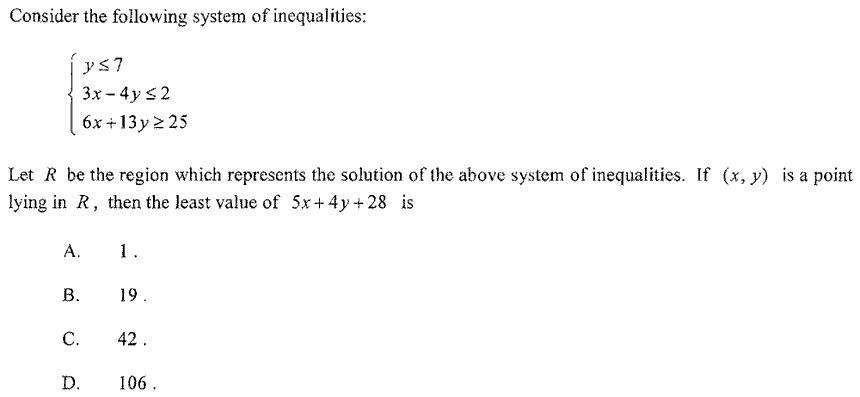 Consider the following system of inequalities:
y ≤ 7
3x − 4y ≤ 2
6x + 13y ≥ 25
Let R be the region which represents the solution of the above system of inequalities. If (x, y) is a point
lying in R, then the least value of 5x + 4y + 28 is
A. 1.
B. 19.
C. 42.
D. 106.